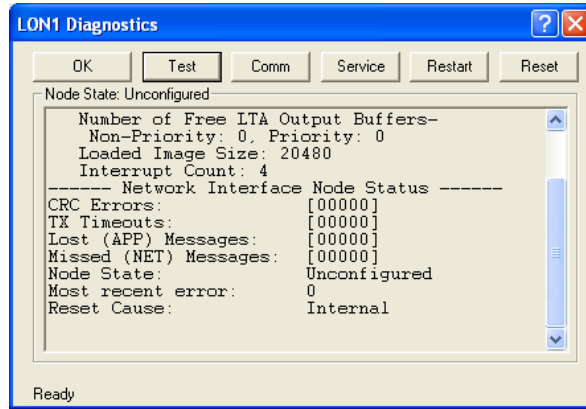 LON1 Diagnostics
OK Test Comm Service Restart Reset
Node State: Unconfigured
Number of Free LTA Output Buffers-
Non-Priority: 0, Priority: 0
Loaded Image Size: 20480
Interrupt Count: 4
------ Network Interface Node Status ------
CRC Errors: [00000]
TX Timeouts: [00000]
Lost (APP) Messages: [00000]
Missed (NET) Messages: [00000]
Node State: Unconfigured
Most recent error: 0
Reset Cause: Internal
Ready